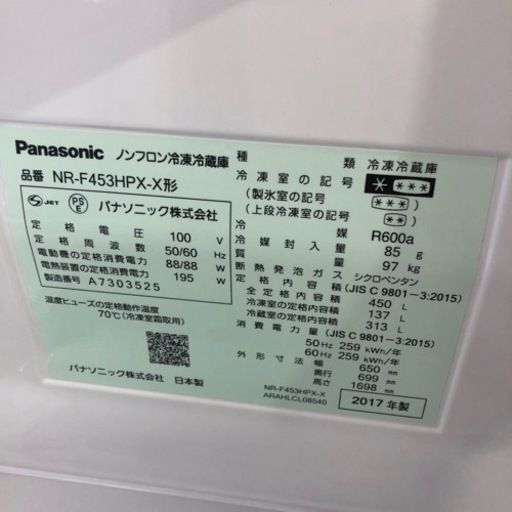 Panasonic ノンフロン冷凍冷蔵庫
品番 NR-F453HPX-X形
JET PSE パナソニック株式会社
定格電圧 100 V
定格周波数 50/60 Hz
電動機の定格消費電力 88/88 W
電熱装置の定格消費電力 195 W
製造番号 A7303525
温度ヒューズの定格動作温度
70℃(冷凍室霜取用)
パナソニック株式会社 日本製
種類 冷凍冷蔵庫
冷凍室の記号 * ***
(製氷室の記号 ***)
(上段冷凍室の記号 **)
冷媒 R600a
冷媒封入量 85 g
質量 97 kg
断熱発泡ガス シクロペンタン
定格内容積 (JIS C 9801-3:2015)
全定格内容積 450 L
冷凍室の定格内容積 137 L
冷蔵室の定格内容積 313 L
消費電力量 (JIS C 9801-3:2015)
50Hz 259 kWh/年
60Hz 259 kWh/年
外形寸法 幅 650 mm
奥行 699 mm
高さ 1698 mm
NR-F453HPX-X
ARAHLCL08540
2017年製